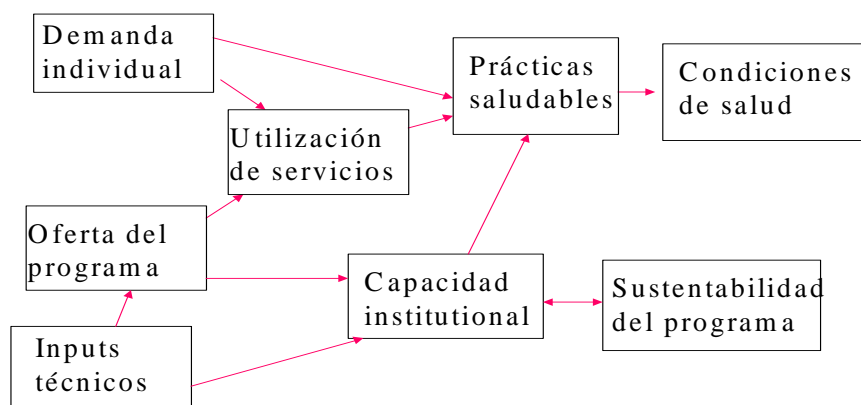 Demanda
individual
Prácticas
saludables
Condiciones
de salud
Utilización
de servicios
Oferta del
programa
Capacidad
institutional
Sustentabilidad
del programa
Inputs
técnicos